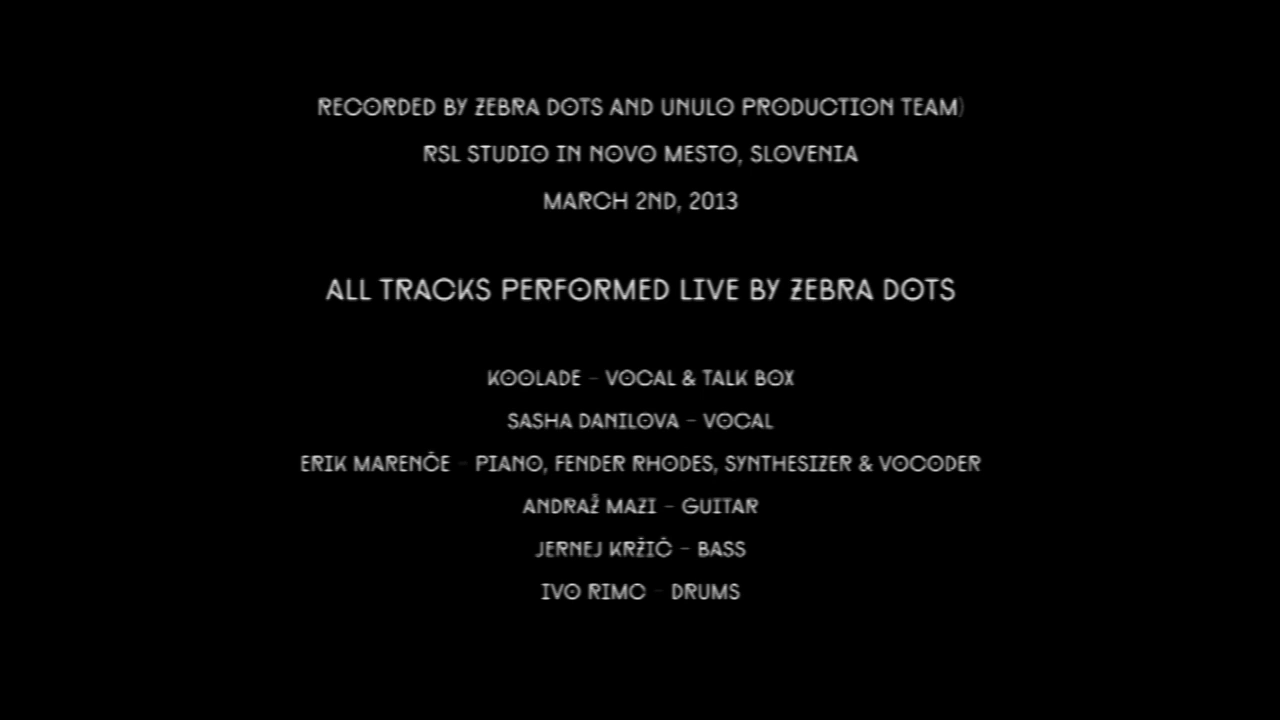 RECORDED BY ZEBRA DOTS AND UNULO PRODUCTION TEAM)
RSL STUDIO IN NOVO MESTO, SLOVENIA
MARCH 2ND, 2013
ALL TRACKS PERFORMED LIVE BY ZEBRA DOTS
KOOLADE - VOCAL & TALK BOX
SASHA DANILOVA - VOCAL
ERIK MARENČE - PIANO, FENDER RHODES, SYNTHESIZER & VOCODER
ANDRAŽ MAZI - GUITAR
JERNEJ KRŽIČ - BASS
IVO RIMC - DRUMS